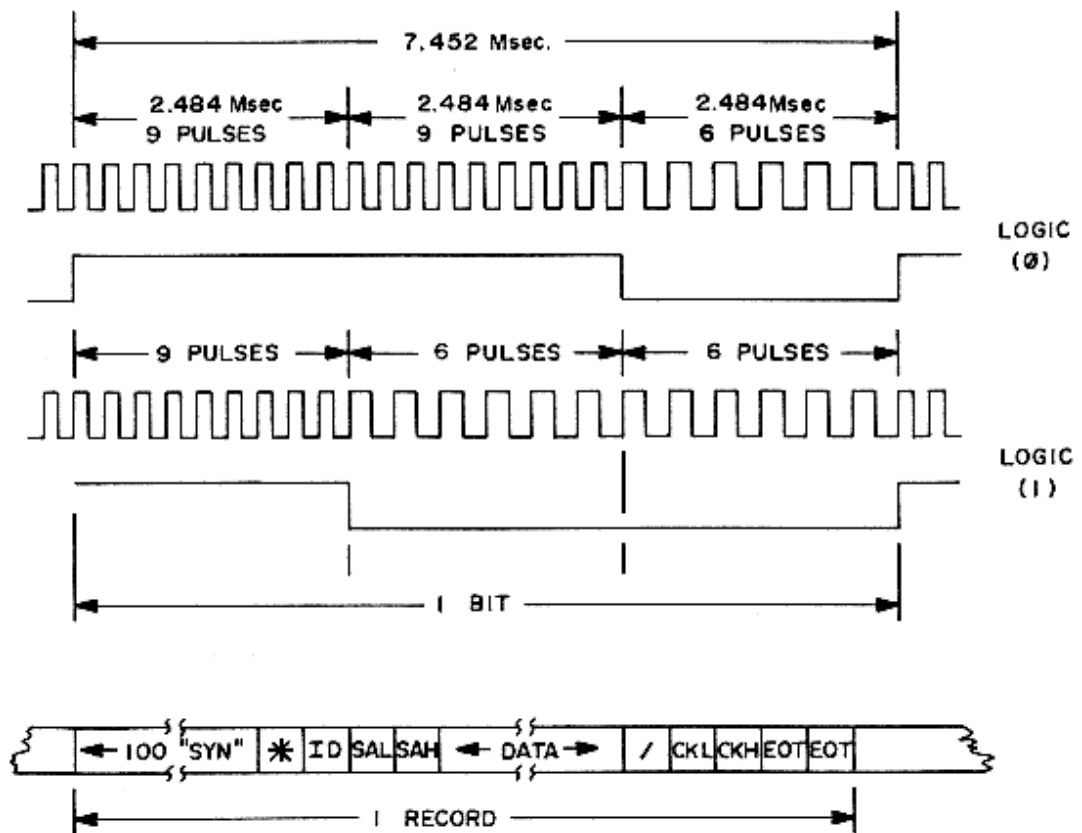 7.452 Msec.
2.484 Msec 2.484 Msec 2.484 Msec
9 PULSES 9 PULSES 6 PULSES
LOGIC
(Ø)
9 PULSES 6 PULSES 6 PULSES
LOGIC
(1)
1 BIT
100 "SYN" * ID SAL SAH DATA / CKL CKH EOT EOT
1 RECORD